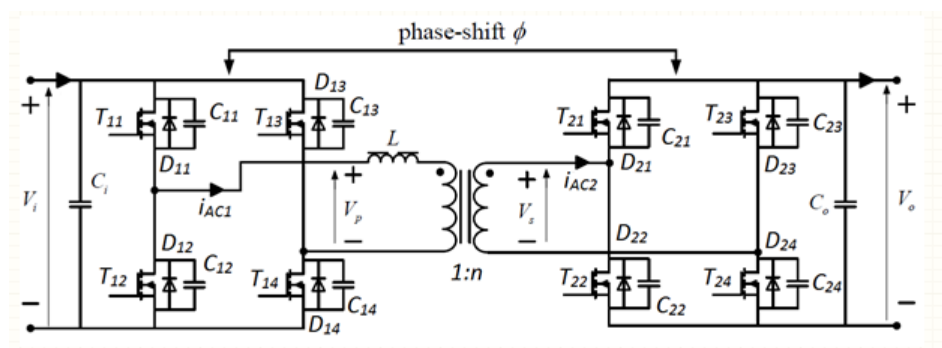 phase-shift ϕ
D13
+
T11
C11
T13
C13
T21
C21
T23
C23
+
L
D11
D21
D23
Vi
Ci
iAC1
+
Vp
+
Vs
iAC2
Co
Vo
D12
D22
D24
T12
C12
T14
C14
1:n
T22
C22
T24
C24
D14